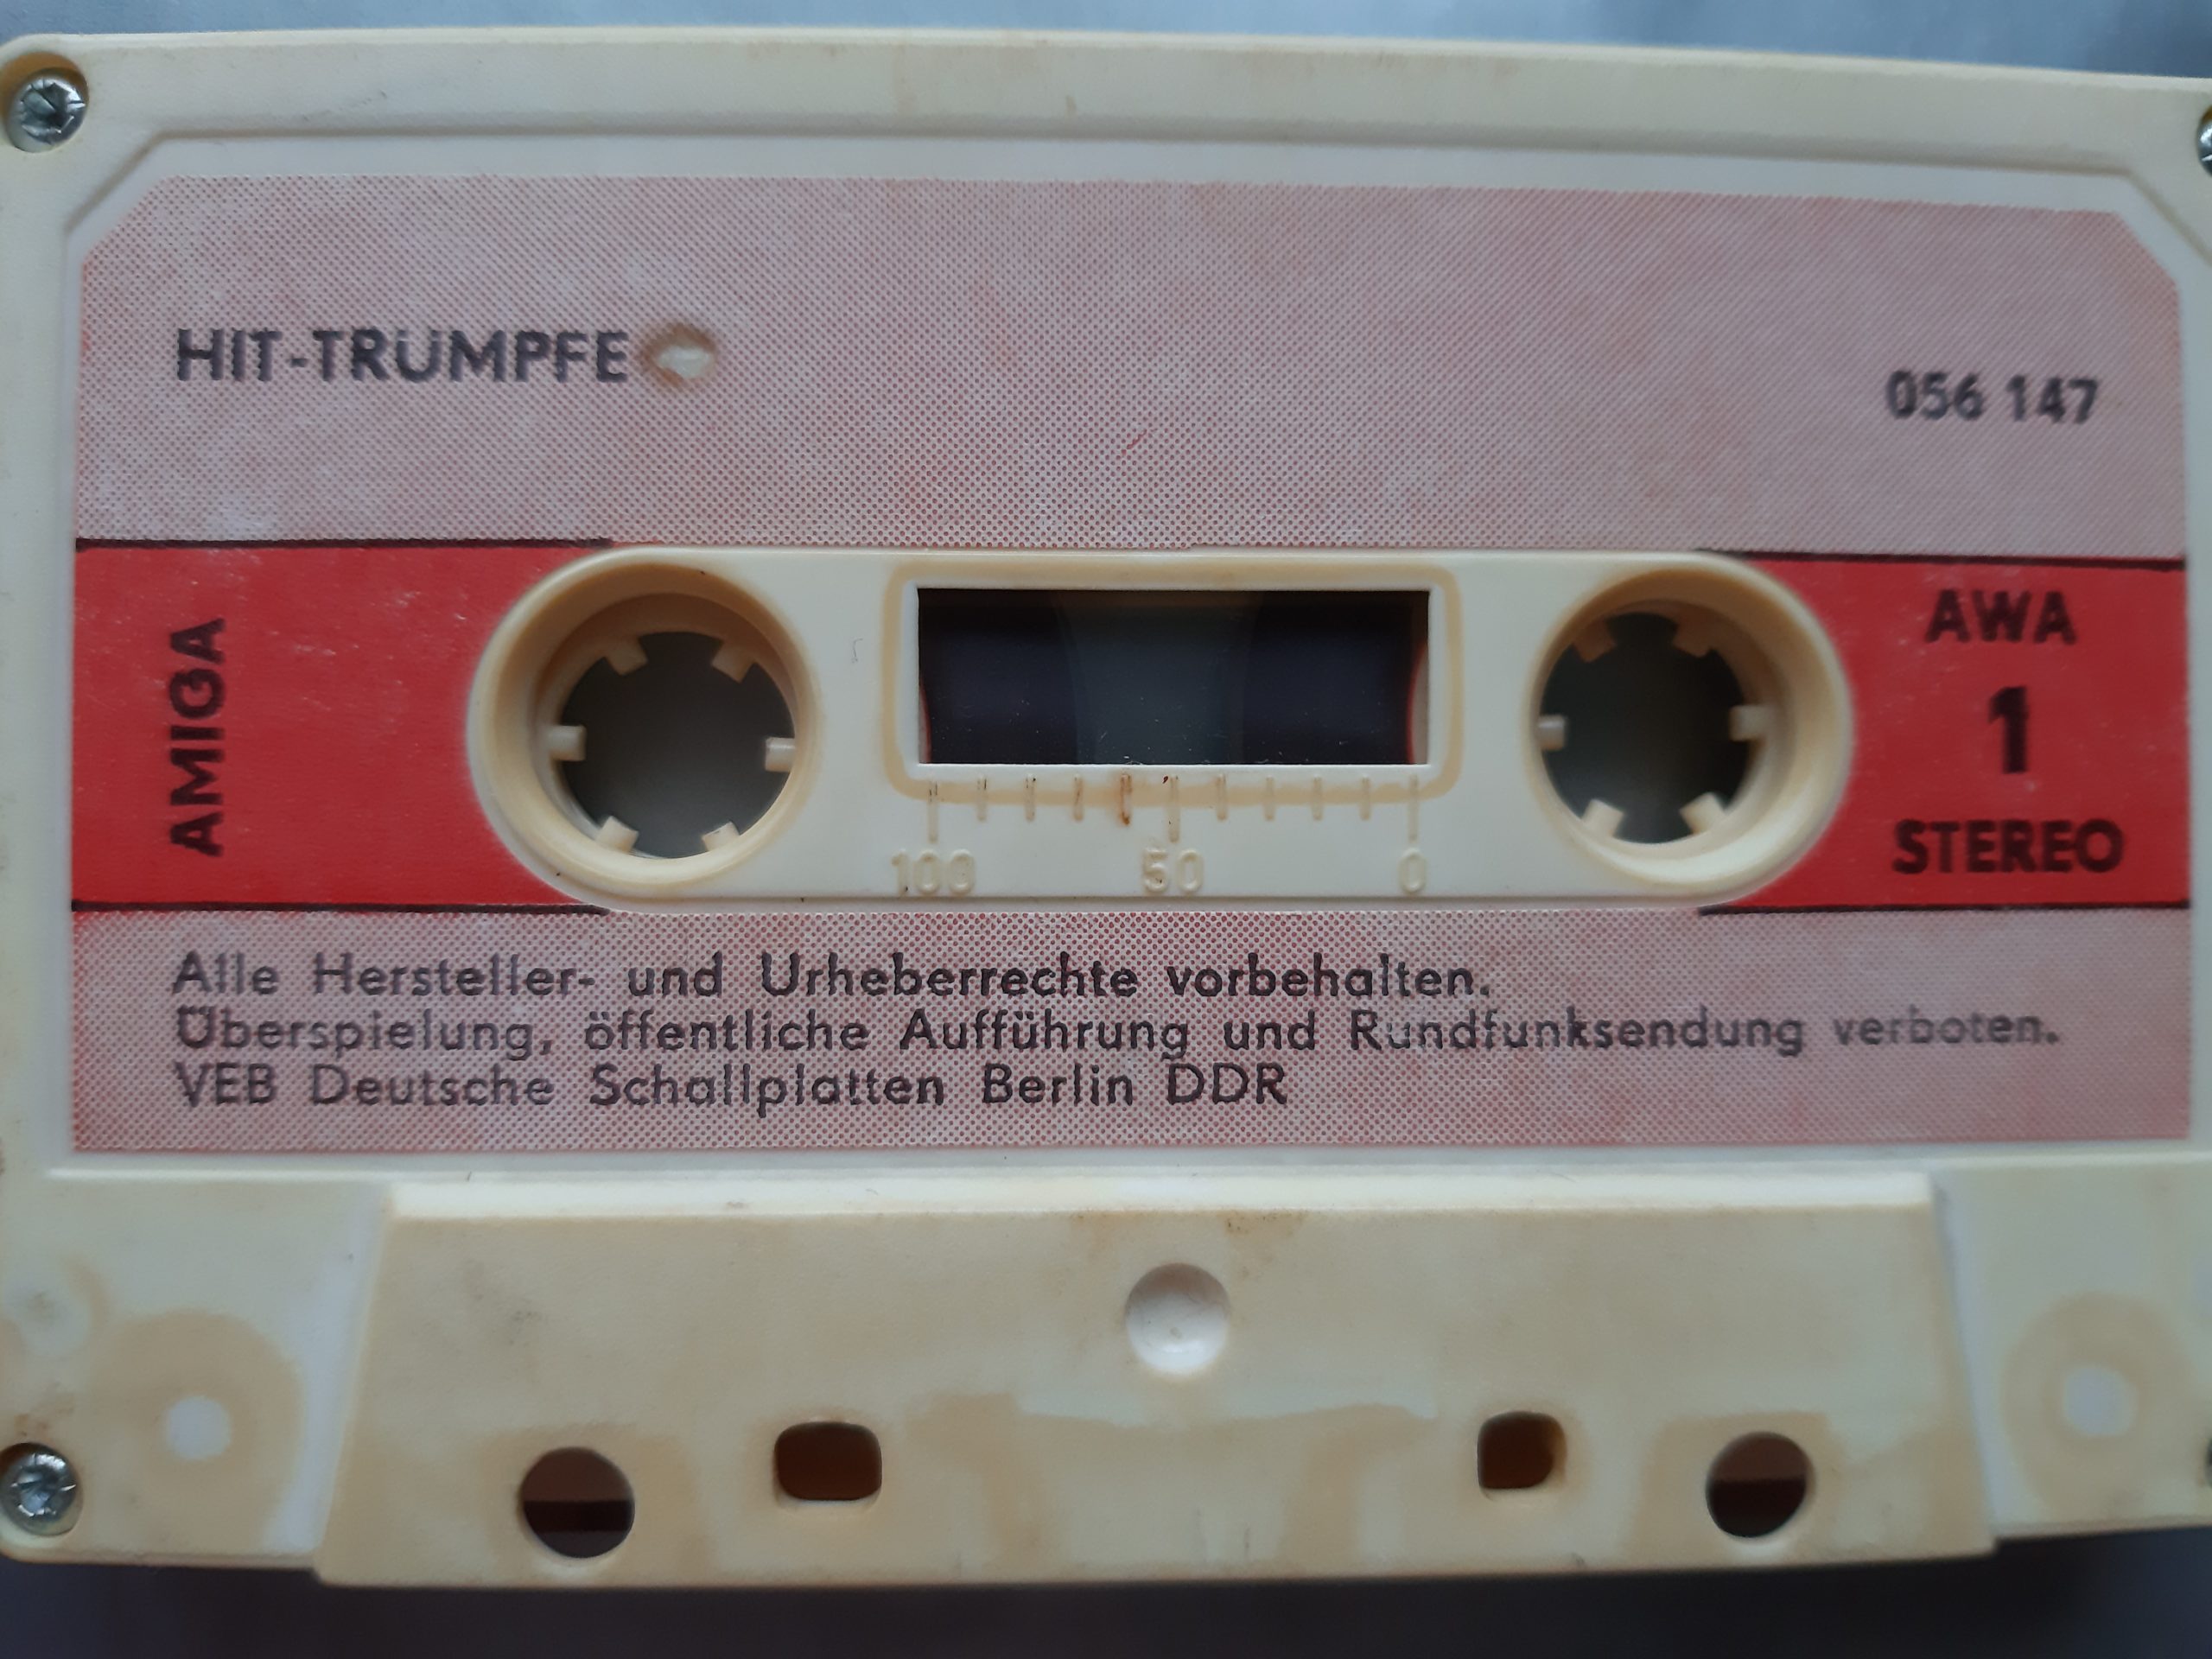 HIT-TRÜMPFE
056 147
AMIGA
AWA
1
STEREO
100 50 0
Alle Hersteller- und Urheberrechte vorbehalten.
Überspielung, öffentliche Aufführung und Rundfunksendung verboten.
VEB Deutsche Schallplatten Berlin DDR